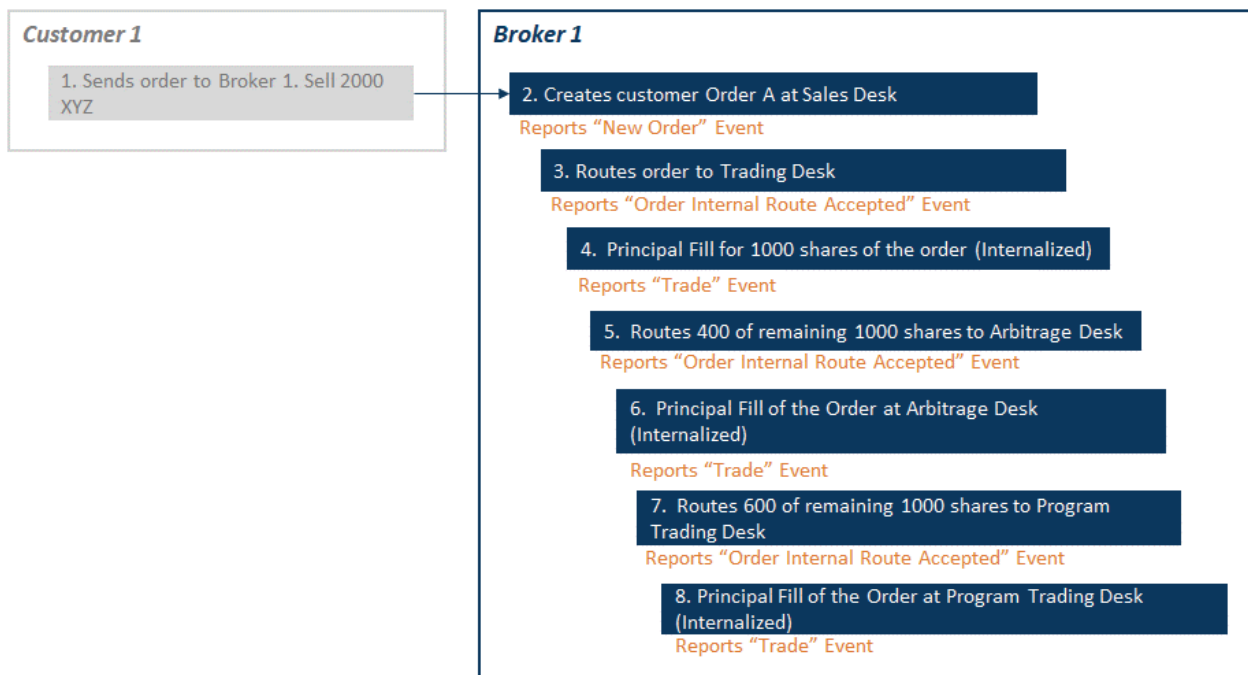 Customer 1
1. Sends order to Broker 1. Sell 2000
XYZ
Broker 1
2. Creates customer Order A at Sales Desk
Reports “New Order” Event
3. Routes order to Trading Desk
Reports “Order Internal Route Accepted” Event
4. Principal Fill for 1000 shares of the order (Internalized)
Reports “Trade” Event
5. Routes 400 of remaining 1000 shares to Arbitrage Desk
Reports “Order Internal Route Accepted” Event
6. Principal Fill of the Order at Arbitrage Desk
(Internalized)
Reports “Trade” Event
7. Routes 600 of remaining 1000 shares to Program
Trading Desk
Reports “Order Internal Route Accepted” Event
8. Principal Fill of the Order at Program Trading Desk
(Internalized)
Reports “Trade” Event